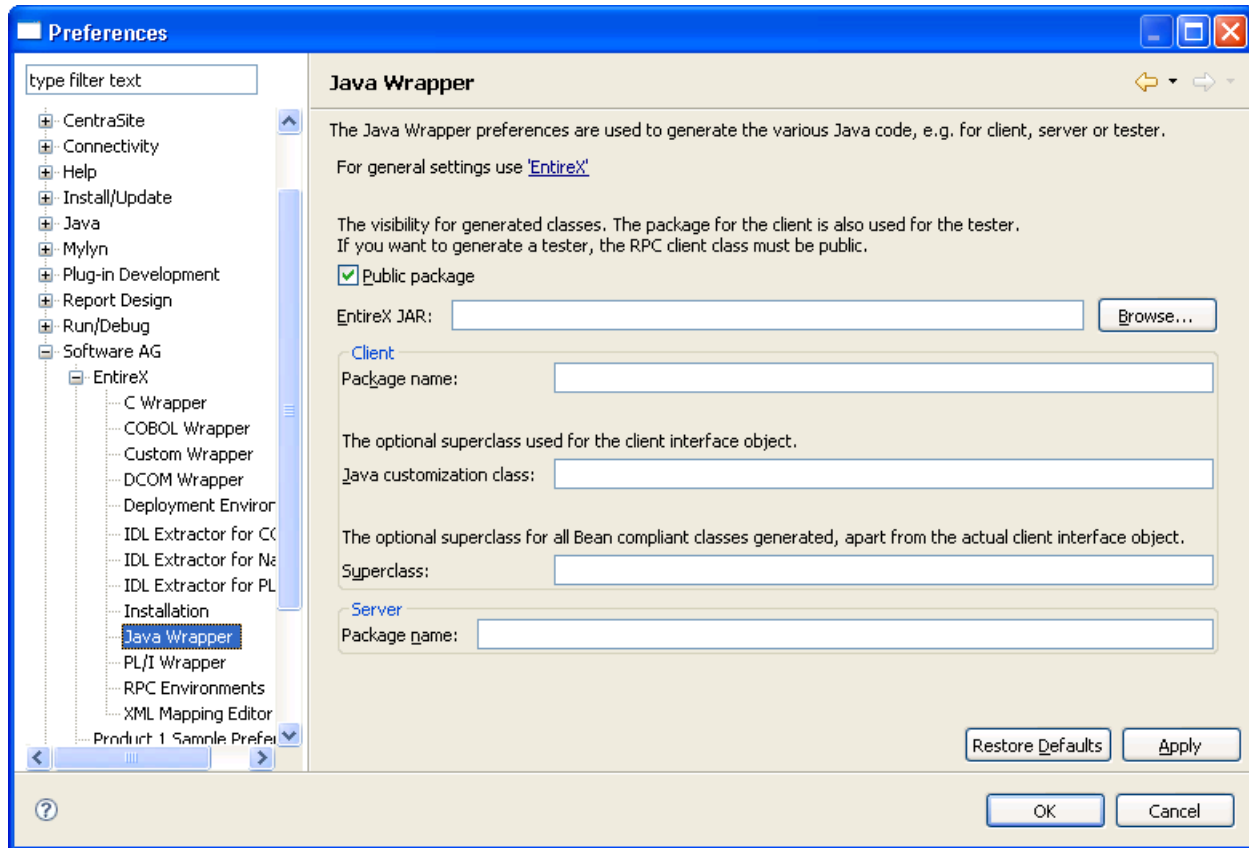 Preferences
type filter text
CentraSite
Connectivity
Help
Install/Update
Java
Mylyn
Plug-in Development
Report Design
Run/Debug
Software AG
EntireX
C Wrapper
COBOL Wrapper
Custom Wrapper
DCOM Wrapper
Deployment Environ
IDL Extractor for CO
IDL Extractor for Na
IDL Extractor for PL
Installation
Java Wrapper
PL/I Wrapper
RPC Environments
XML Mapping Editor
Product 1 Sample Prefer
Java Wrapper
The Java Wrapper preferences are used to generate the various Java code, e.g. for client, server or tester.
For general settings use 'EntireX'
The visibility for generated classes. The package for the client is also used for the tester.
If you want to generate a tester, the RPC client class must be public.
Public package
EntireX JAR:
Browse...
Client
Package name:
The optional superclass used for the client interface object.
Java customization class:
The optional superclass for all Bean compliant classes generated, apart from the actual client interface object.
Superclass:
Server
Package name:
Restore Defaults
Apply
?
OK
Cancel